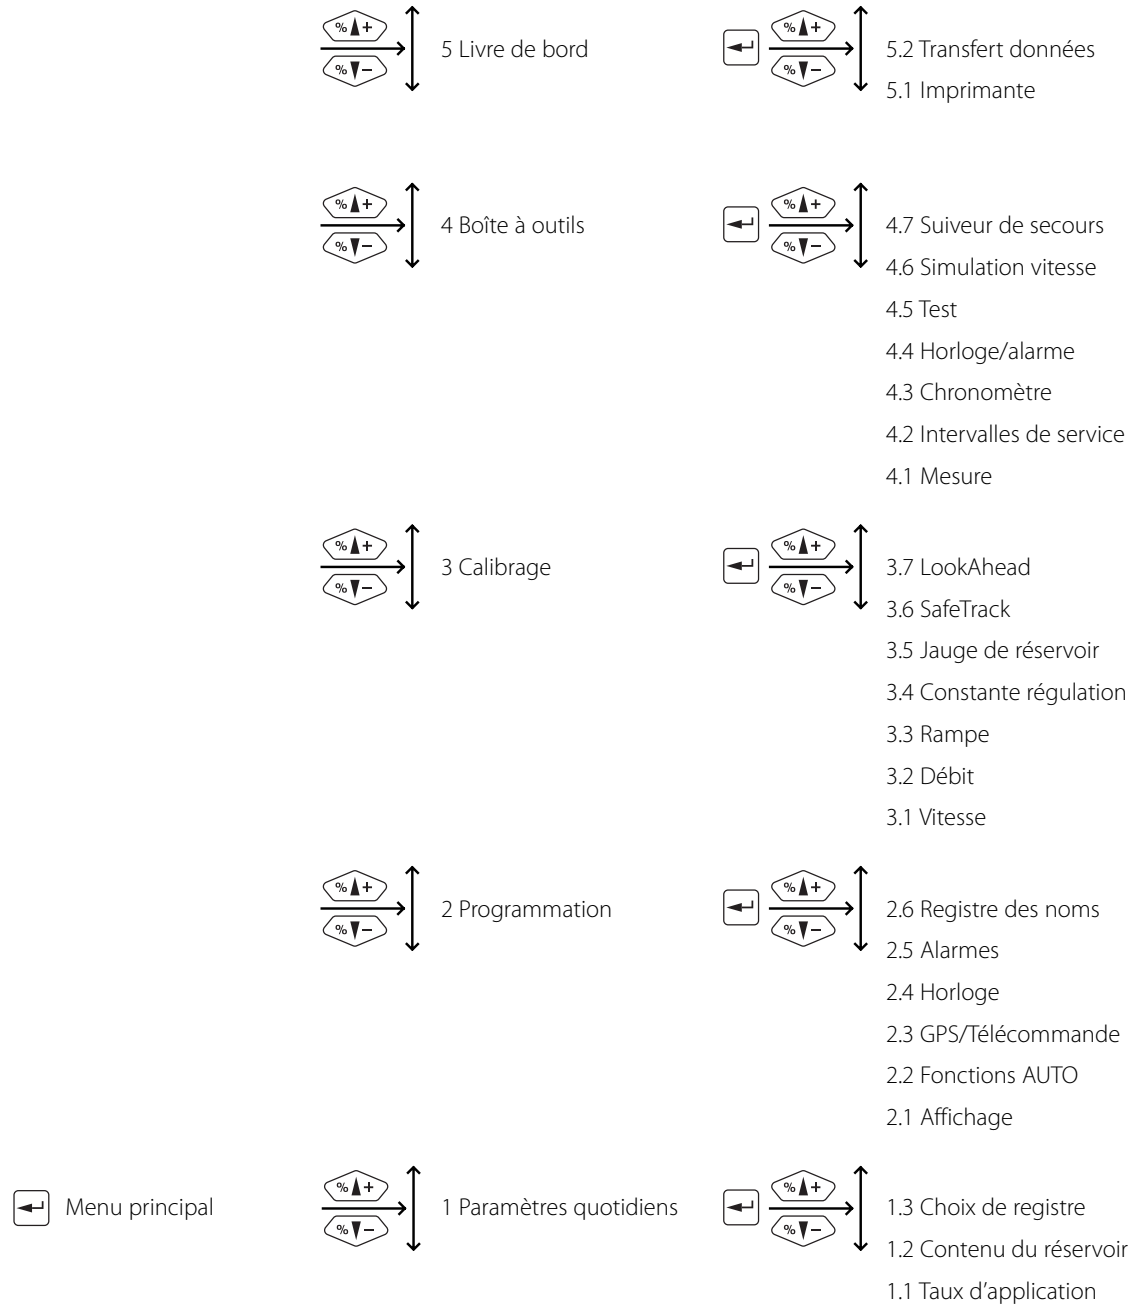 % + 
% −
5 Livre de bord
% +
% −
5.2 Transfert données
5.1 Imprimante
% +
% −
4 Boîte à outils
% +
% −
4.7 Suiveur de secours
4.6 Simulation vitesse
4.5 Test
4.4 Horloge/alarme
4.3 Chronomètre
4.2 Intervalles de service
4.1 Mesure
% +
% −
3 Calibrage
% +
% −
3.7 LookAhead
3.6 SafeTrack
3.5 Jauge de réservoir
3.4 Constante régulation
3.3 Rampe
3.2 Débit
3.1 Vitesse
% +
% −
2 Programmation
% +
% −
2.6 Registre des noms
2.5 Alarmes
2.4 Horloge
2.3 GPS/Télécommande
2.2 Fonctions AUTO
2.1 Affichage
Menu principal
% +
% −
1 Paramètres quotidiens
% +
% −
1.3 Choix de registre
1.2 Contenu du réservoir
1.1 Taux d’application